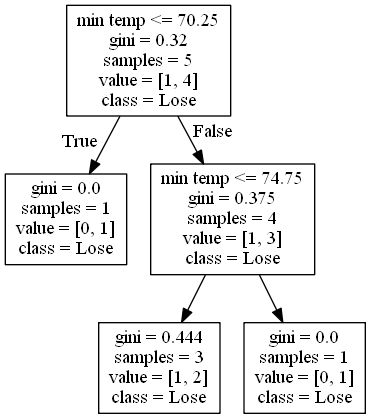 min temp <= 70.25
gini = 0.32
samples = 5
value = [1, 4]
class = Lose
True
False
gini = 0.0
samples = 1
value = [0, 1]
class = Lose
min temp <= 74.75
gini = 0.375
samples = 4
value = [1, 3]
class = Lose
gini = 0.444
samples = 3
value = [1, 2]
class = Lose
gini = 0.0
samples = 1
value = [0, 1]
class = Lose